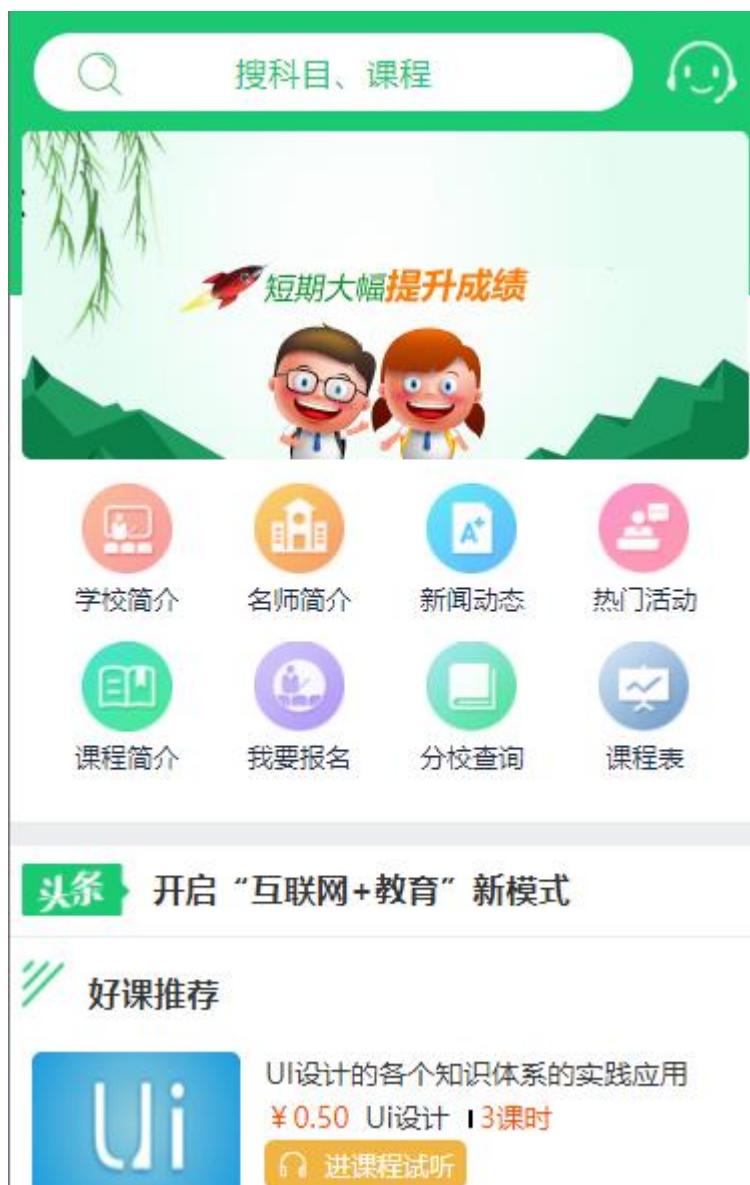 搜科目、课程
短期大幅提升成绩
学校简介 名师简介 新闻动态 热门活动
课程简介 我要报名 分校查询 课程表
头条 开启“互联网+教育”新模式
好课推荐
UI设计的各个知识体系的实践应用
Ui
￥0.50 Ui设计 3课时
进课程试听
A+